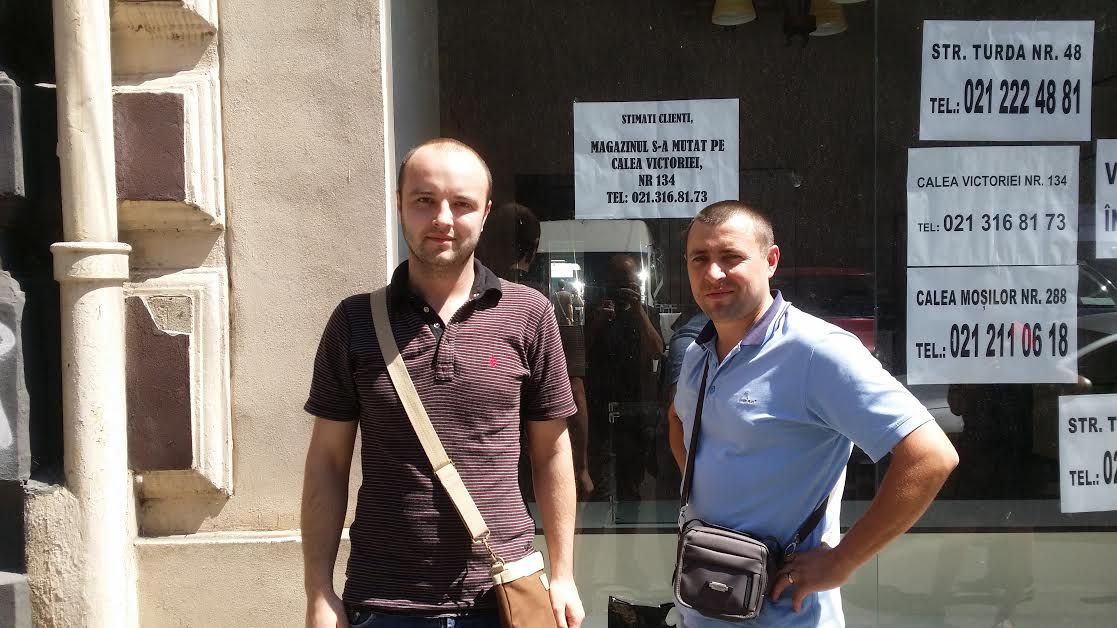 STIMATI CLIENTI,
MAGAZINUL S-A MUTAT PE
CALEA VICTORIEI,
NR 134
TEL: 021.316.81.73
STR. TURDA NR. 48
TEL.: 021 222 48 81
CALEA VICTORIEI NR. 134
TEL: 021 316 81 73
CALEA MOȘILOR NR. 288
TEL.: 021 211 06 18
STR.
TEL.: